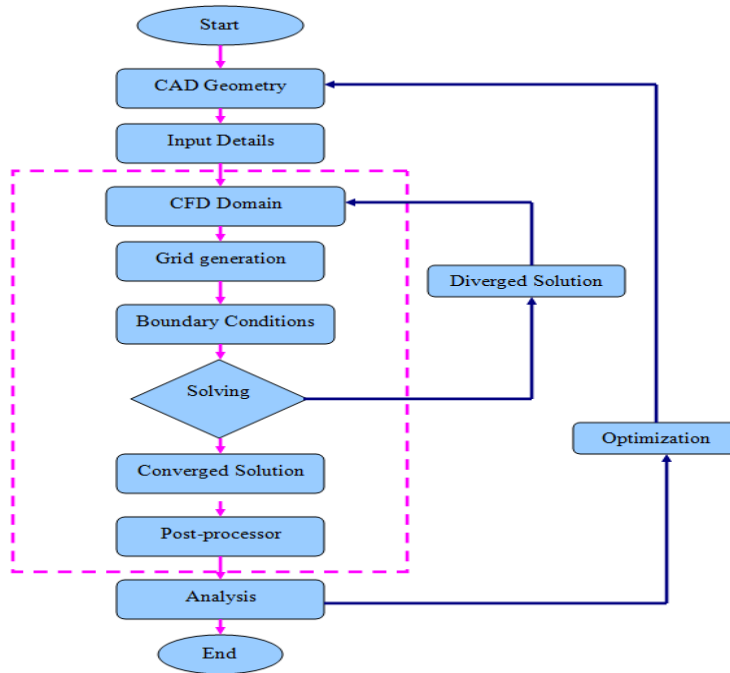 Start
CAD Geometry
Input Details
CFD Domain
Grid generation
Diverged Solution
Boundary Conditions
Solving
Optimization
Converged Solution
Post-processor
Analysis
End